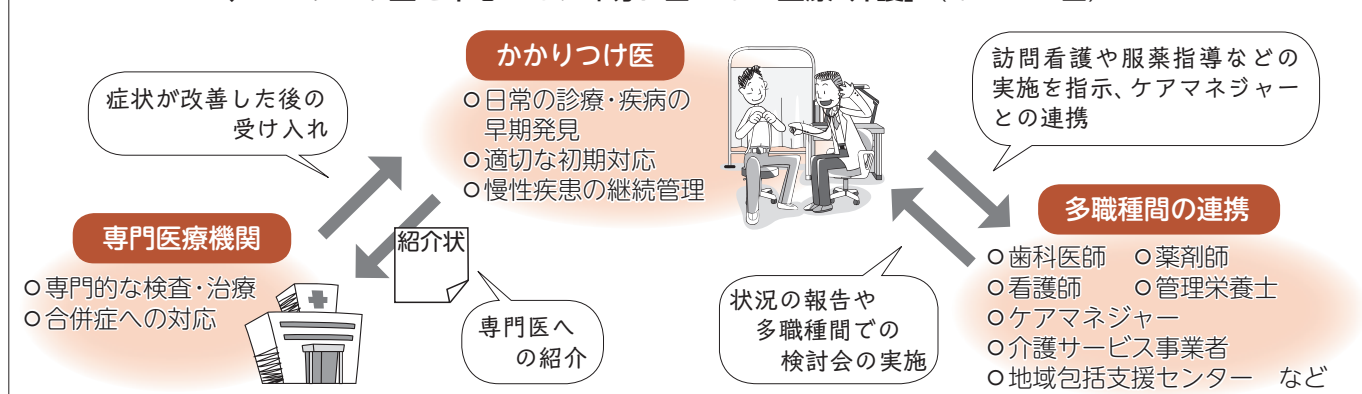 かかりつけ医
○日常の診療・疾病の
早期発見
○適切な初期対応
○慢性疾患の継続管理
症状が改善した後の
受け入れ
訪問看護や服薬指導などの
実施を指示、ケアマネジャー
との連携
専門医療機関
○専門的な検査・治療
○合併症への対応
紹介状
専門医へ
の紹介
状況の報告や
多職種間での
検討会の実施
多職種間の連携
○歯科医師 ○薬剤師
○看護師 ○管理栄養士
○ケアマネジャー
○介護サービス事業者
○地域包括支援センター など